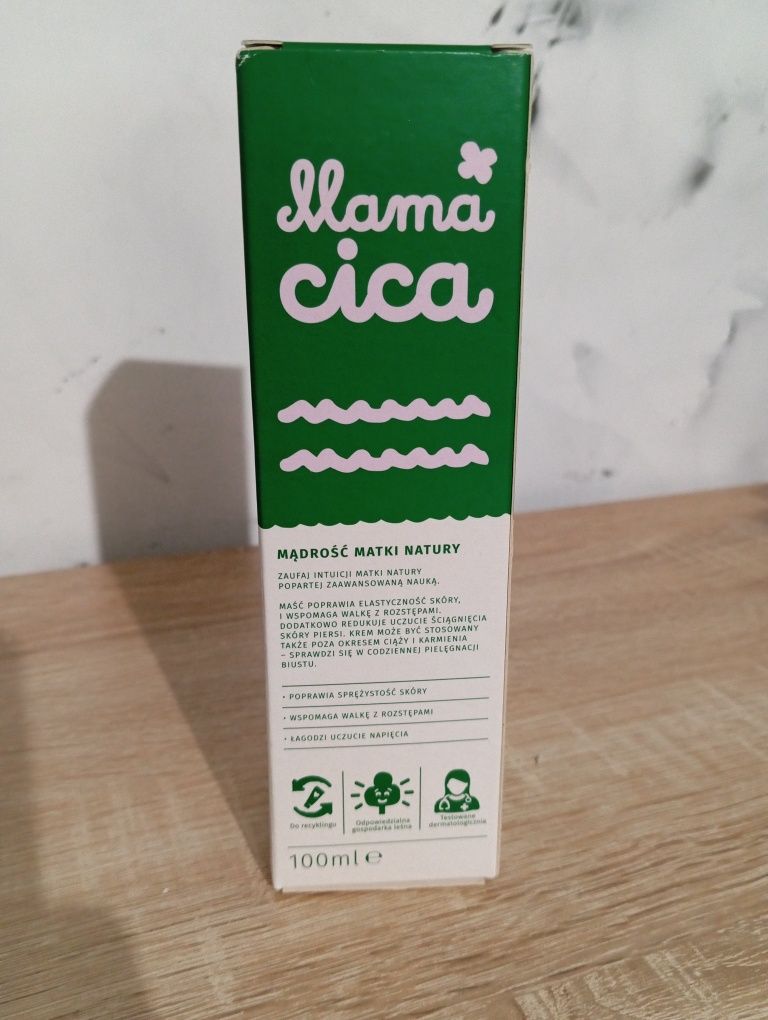 Mama
cica
MĄDROŚĆ MATKI NATURY
ZAUFAJ INTUICJI MATKI NATURY
POPARTEJ ZAAWANSOWANĄ NAUKĄ.
MAŚĆ POPRAWIA ELASTYCZNOŚĆ SKÓRY,
I WSPOMAGA WALKĘ Z ROZSTĘPAMI.
DODATKOWO REDUKUJE UCZUCIE ŚCIĄGNIĘCIA
SKÓRY PIERSI. KREM MOŻE BYĆ STOSOWANY
TAKŻE POZA OKRESEM CIĄŻY I KARMIENIA
– SPRAWDZI SIĘ W CODZIENNEJ PIELĘGNACJI
BIUSTU.
• POPRAWIA SPRĘŻYSTOŚĆ SKÓRY
• WSPOMAGA WALKĘ Z ROZSTĘPAMI
• ŁAGODZI UCZUCIE NAPIĘCIA
Do recyklingu
Odpowiedzialna
gospodarka leśna
Testowane
dermatologicznie
100ml ℮